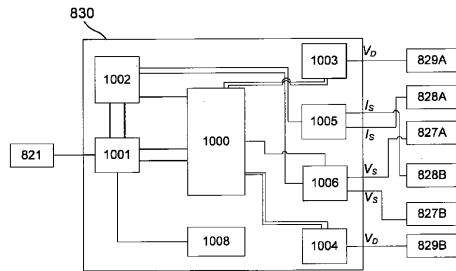 830
1003
V_D
829A
1002
I_S
828A
1000
1005
I_S
827A
821
1001
V_S
1006
828B
V_S
827B
1008
1004
V_D
829B